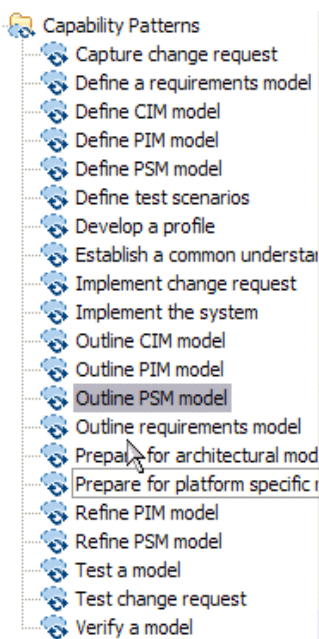 Capability Patterns
Capture change request
Define a requirements model
Define CIM model
Define PIM model
Define PSM model
Define test scenarios
Develop a profile
Establish a common understa
Implement change request
Implement the system
Outline CIM model
Outline PIM model
Outline PSM model
Outline requirements model
Prepare for architectural mod
Prepare for platform specific
Refine PIM model
Refine PSM model
Test a model
Test change request
Verify a model